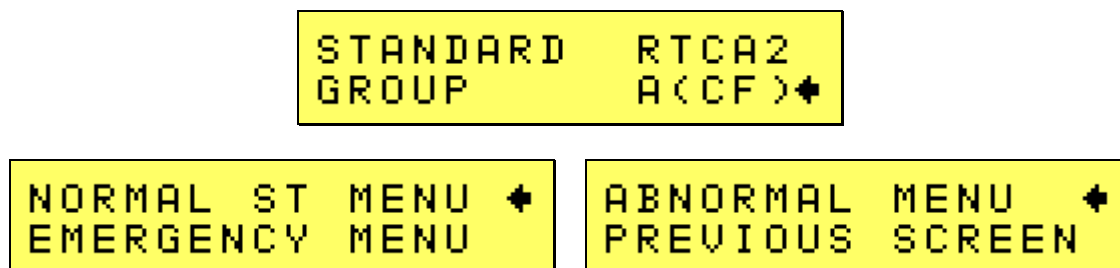 STANDARD RTCA2
GROUP A(CF)←
NORMAL ST MENU ←
EMERGENCY MENU
ABNORMAL MENU ←
PREVIOUS SCREEN